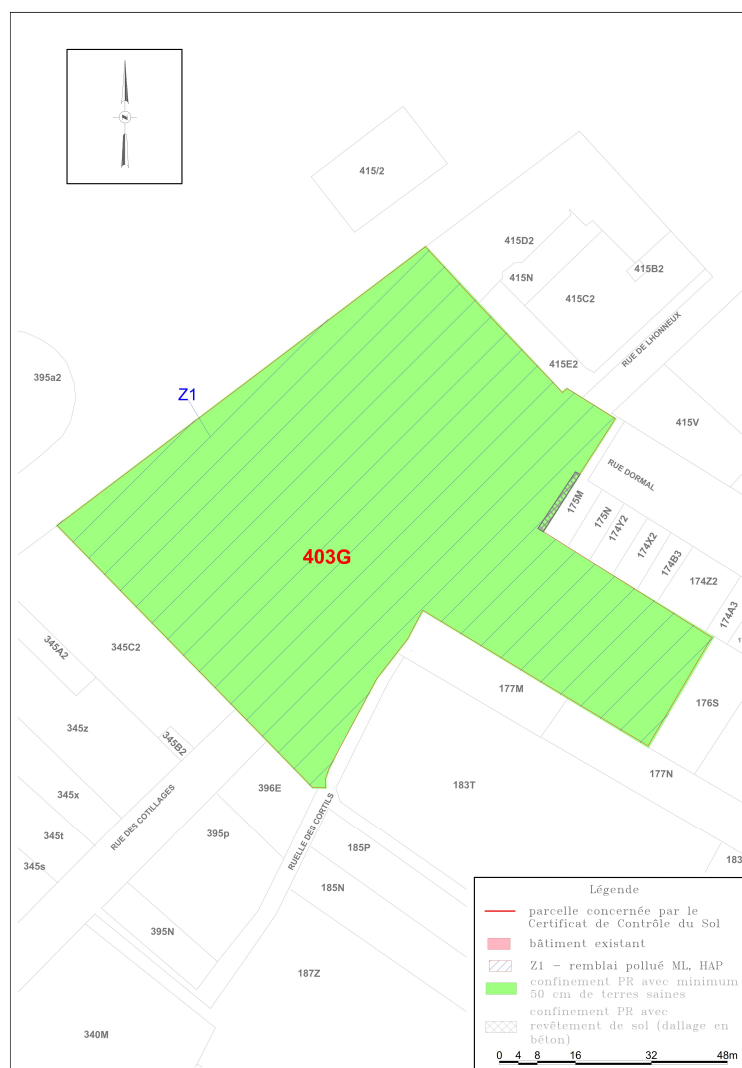 415/2
415D2
415B2
415N
415C2
RUE DE LHONNEUX
415E2
395a2
Z1
415V
RUE DORMAL
175M
175N
174Y2
174X2
174B3
174Z2
174A3
403G
345A2
345C2
177M
176S
345z
345B2
177N
396E
183T
345x
RUE DES COTILLAGES
RUELLE DES CORTILS
345t
395p
185P
183
345s
185N
395N
187Z
340M
Légende
parcelle concernée par le
Certificat de Contrôle du Sol
bâtiment existant
Z1 – remblai pollué ML, HAP
confinement PR avec minimum
50 cm de terres saines
confinement PR avec
revêtement de sol (dallage en
béton)
0 4 8 16 32 48m